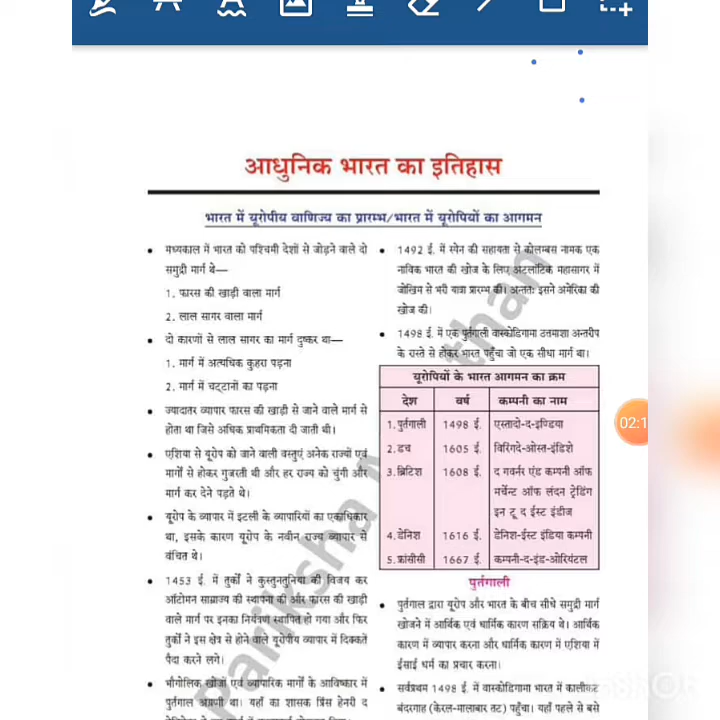 आधुनिक भारत का इतिहास
भारत में यूरोपीय वाणिज्य का प्रारम्भ/भारत में यूरोपियों का आगमन
मध्यकाल में भारत को पश्चिमी देशों से जोड़ने वाले दो
समुद्री मार्ग थे—
1. फारस की खाड़ी वाला मार्ग
2. लाल सागर वाला मार्ग
दो कारणों से लाल सागर का मार्ग दुष्कर था—
1. मार्ग में अत्यधिक कुहरा पड़ना
2. मार्ग में चट्टानों का पड़ना
ज्यादातर व्यापार फारस की खाड़ी से जाने वाले मार्ग से
होता था जिसे अधिक प्राथमिकता दी जाती थी।
एशिया से यूरोप को जाना वाली वस्तुएं अनेक राज्यों एवं
मार्गों से होकर गुजरती थी और हर राज्य को चुंगी और
मार्ग कर देने पड़ते थे।
यूरोप के व्यापार में इटली के व्यापारियों का एकाधिकार
था, इसके कारण यूरोप के नवीन राज्य व्यापार से
वंचित थे।
1453 ई. में तुर्कों ने कुस्तुनतुनिया की विजय कर
ऑटोमन साम्राज्य की स्थापना की और फारस की खाड़ी
वाले मार्ग पर इनका नियंत्रण स्थापित हो गया और फिर
तुर्कों ने इस क्षेत्र से होने वाले यूरोपीय व्यापार में दिक्कतें
पैदा करने लगे।
भौगोलिक खोजों एवं व्यापारिक मार्गों के आविष्कार में
पुर्तगाल अग्रणी था। यहाँ का शासक प्रिंस हेनरी द
1492 ई. में स्पेन की सहायता से कोलम्बस नामक एक
नाविक भारत की खोज के लिए अटलांटिक महासागर में
जोखिम से भरी यात्रा प्रारम्भ की। अन्ततः इसने अमेरिका की
खोज की।
1498 ई. में एक पुर्तगाली वास्कोडिगामा उत्तमाशा अन्तरीप
के रास्ते से होकर भारत पहुँचा जो एक सीधा मार्ग था।
यूरोपियों के भारत आगमन का क्रम
देश वर्ष कम्पनी का नाम
1. पुर्तगाली 1498 ई. एस्तादो-द-इण्डिया
2. डच 1605 ई. विरिंगदे-ओस्त-इंडिशे
3. ब्रिटिश 1608 ई. द गवर्नर एंड कम्पनी ऑफ
मर्चेन्ट ऑफ लंदन ट्रेडिंग
इन टू द ईस्ट इंडीज
4. डेनिश 1616 ई. डेनिश-ईस्ट इंडिया कम्पनी
5. फ्रांसीसी 1667 ई. कम्पनी-द-इंड-ओरियंटल
पुर्तगाली
पुर्तगाल द्वारा यूरोप और भारत के बीच सीधे समुद्री मार्ग
खोजने में आर्थिक एवं धार्मिक कारण सक्रिय थे। आर्थिक
कारण में व्यापार करना और धार्मिक कारण में एशिया में
ईसाई धर्म का प्रचार करना।
सर्वप्रथम 1498 ई. में वास्कोडिगामा भारत में कालीकट
बंदरगाह (केरल-मालाबार तट) पहुँचा। यहाँ पहले से बसे
02:1
Pariksha
than